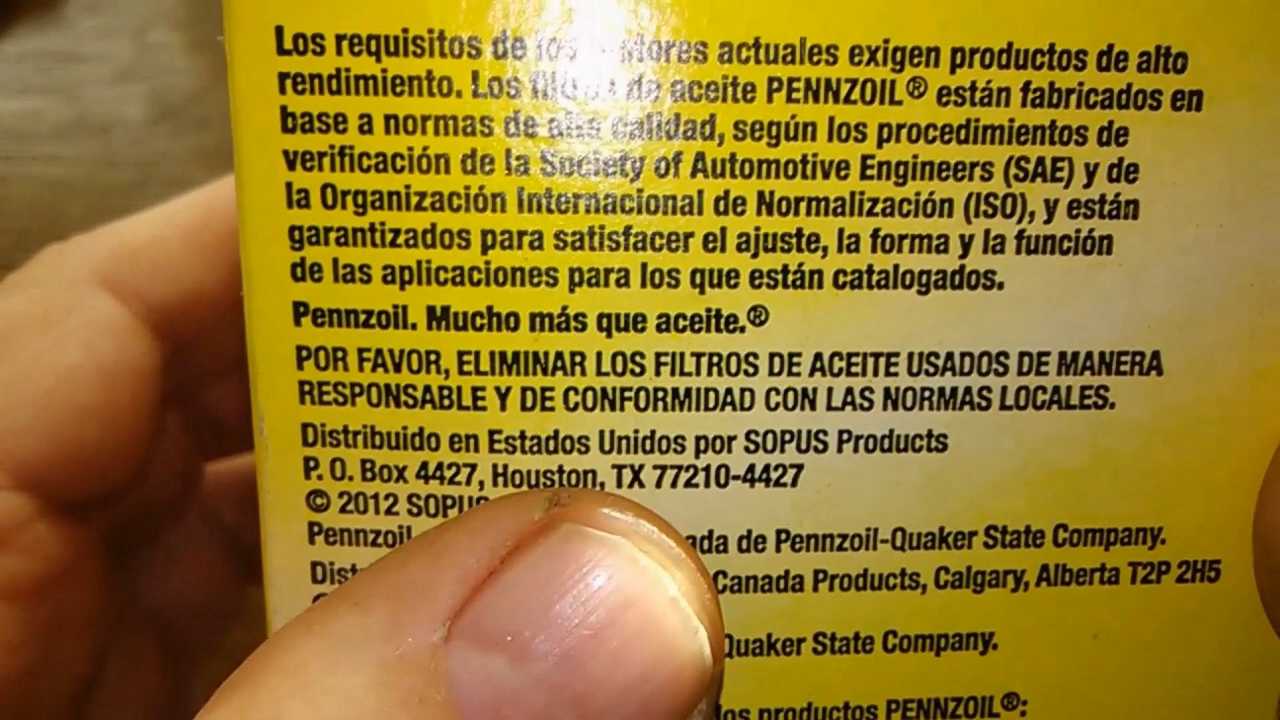 Los requisitos de los motores actuales exigen productos de alto
rendimiento. Los filtros de aceite PENNZOIL® están fabricados en
base a normas de alta calidad, según los procedimientos de
verificación de la Society of Automotive Engineers (SAE) y de
la Organización Internacional de Normalización (ISO), y están
garantizados para satisfacer el ajuste, la forma y la función
de las aplicaciones para los que están catalogados.
Pennzoil. Mucho más que aceite.®
POR FAVOR, ELIMINAR LOS FILTROS DE ACEITE USADOS DE MANERA
RESPONSABLE Y DE CONFORMIDAD CON LAS NORMAS LOCALES.
Distribuido en Estados Unidos por SOPUS Products
P. O. Box 4427, Houston, TX 77210-4427
© 2012 SOPUS
Pennzoil de Pennzoil-Quaker State Company.
Canada Products, Calgary, Alberta T2P 2H5
Quaker State Company.
los productos PENNZOIL®: